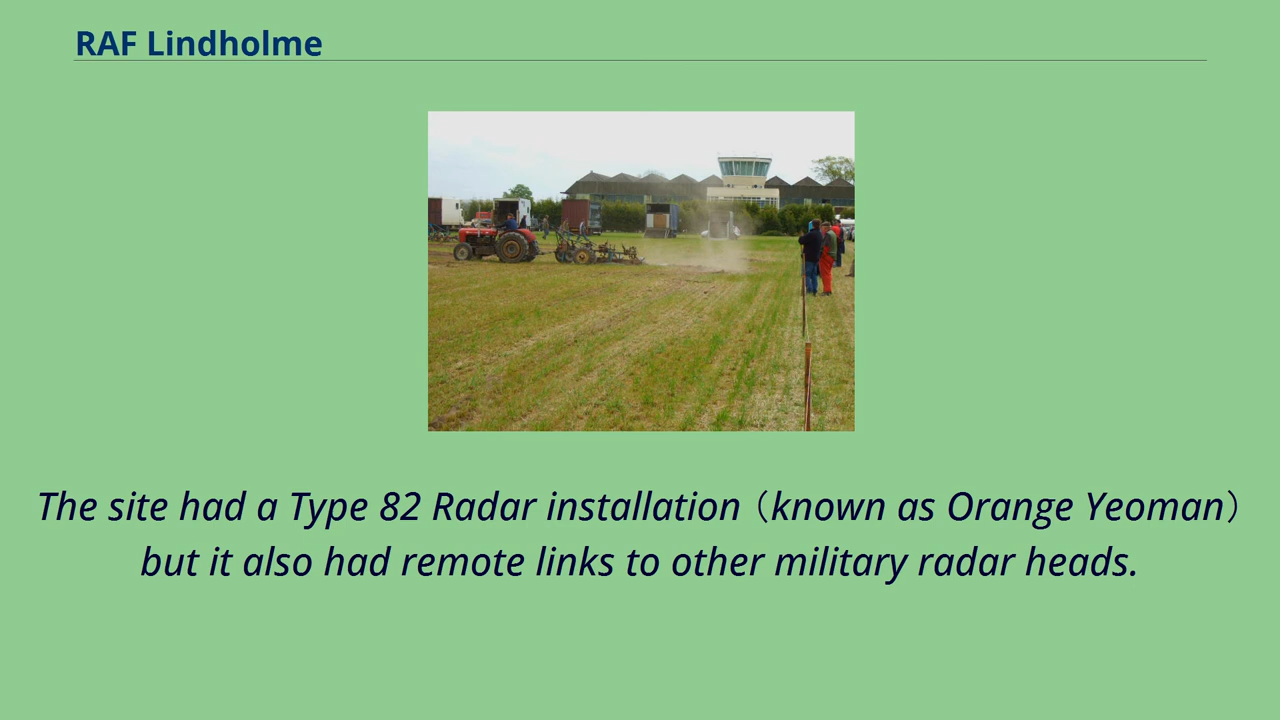 RAF Lindholme
The site had a Type 82 Radar installation（known as Orange Yeoman）
but it also had remote links to other military radar heads.